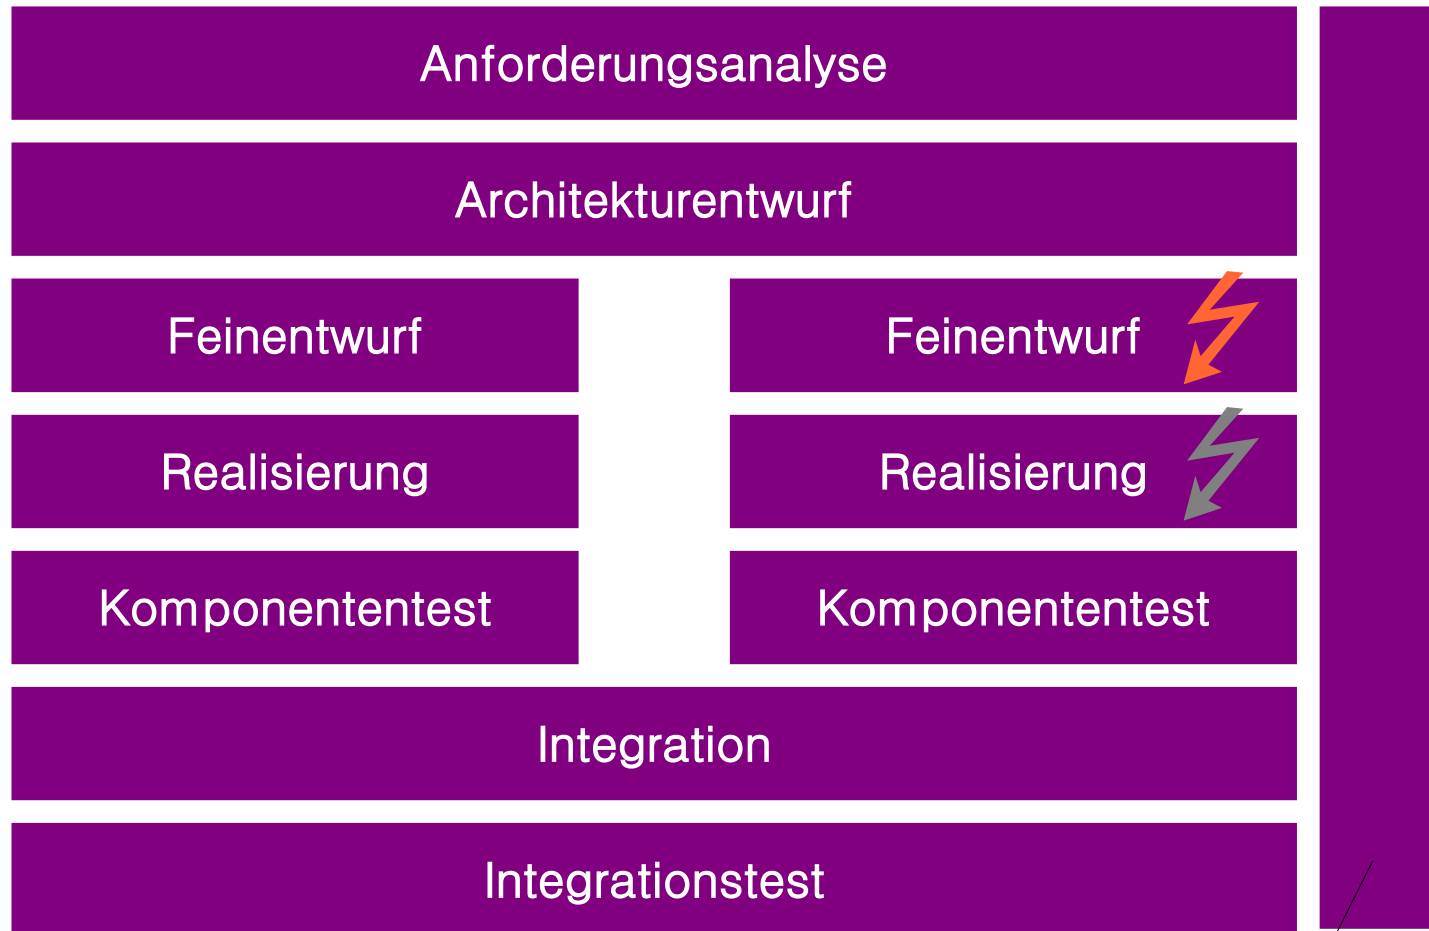 Anforderungsanalyse
Architekturentwurf
Feinentwurf Feinentwurf
Realisierung Realisierung
Komponententest Komponententest
Integration
Integrationstest